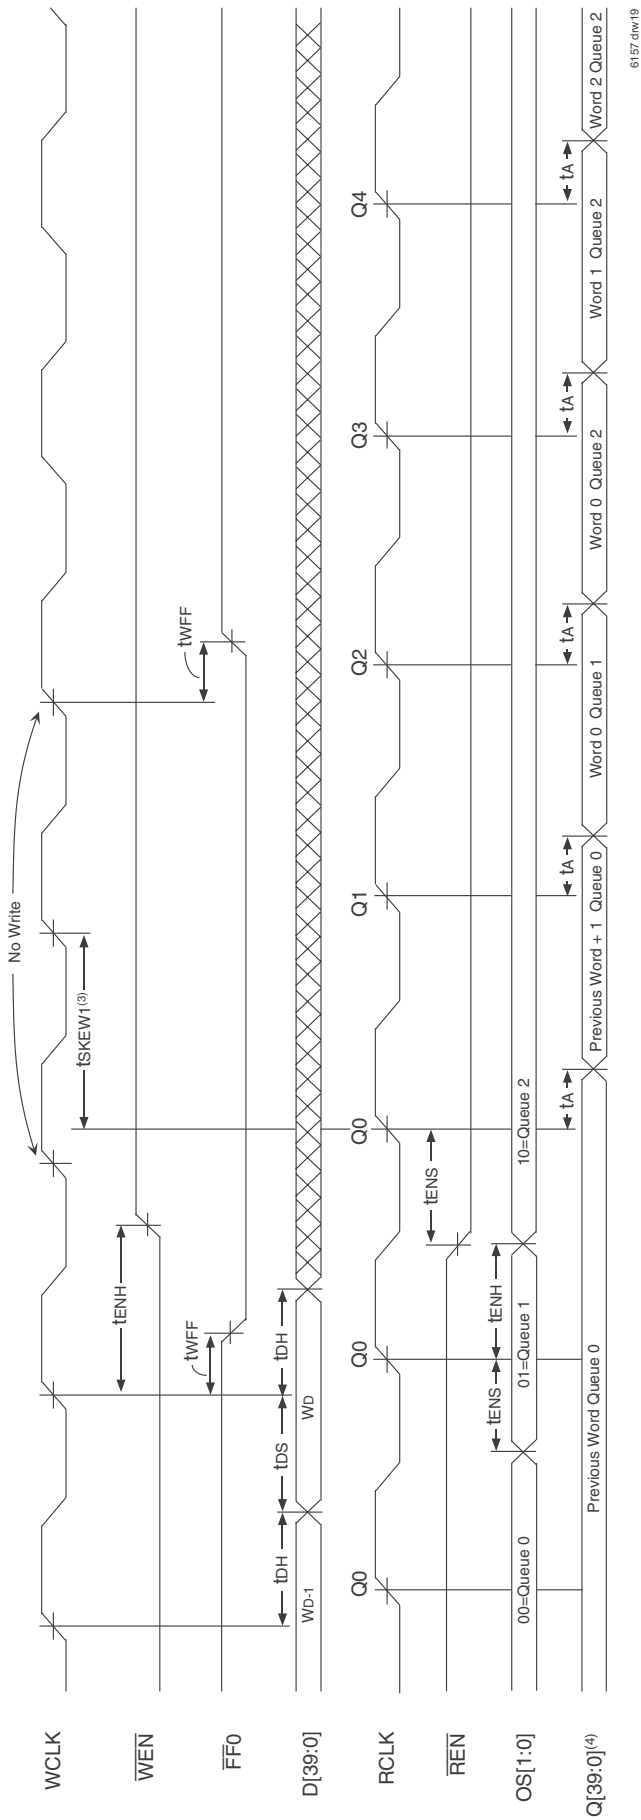 No Write
WCLK
tSKEW1(3)
tENH
WEN
tWFF
tWFF
FF0
tDH
tDS
tDH
D[39:0]
WD-1
WD
Q0
Q0
Q0
Q1
Q2
Q3
Q4
RCLK
tENS
REN
tENS
tENH
OS[1:0]
00=Queue 0
01=Queue 1
10=Queue 2
tA
tA
tA
tA
tA
Q[39:0](4)
Previous Word Queue 0
Previous Word + 1 Queue 0
Word 0 Queue 1
Word 0 Queue 2
Word 1 Queue 2
Word 2 Queue 2
6157 drw19